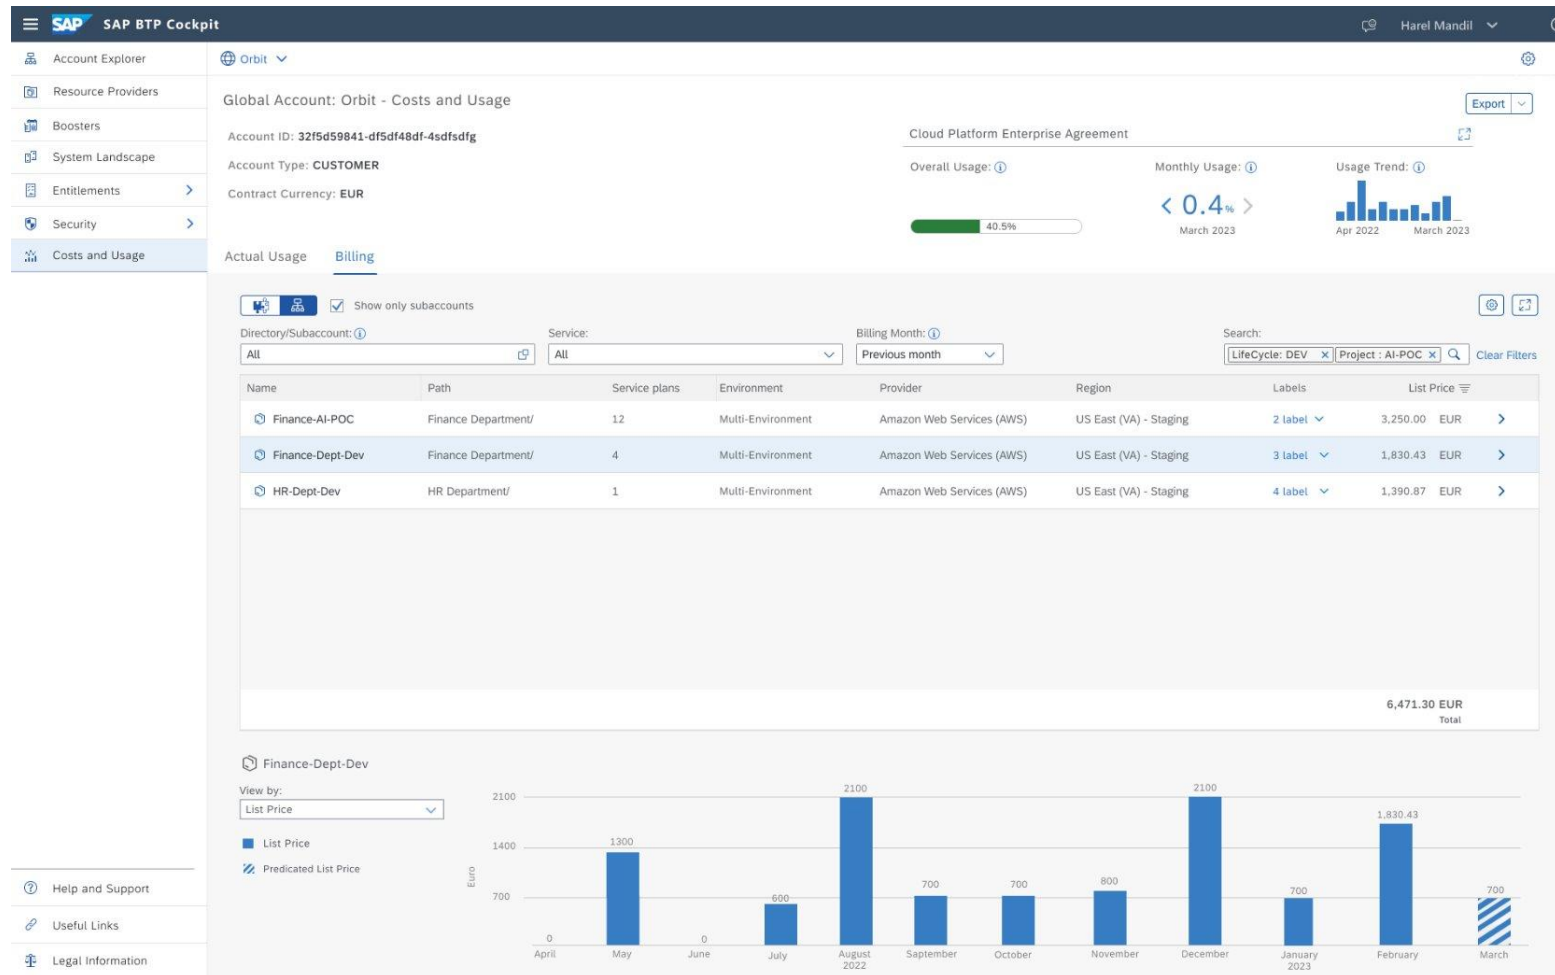 SAP SAP BTP Cockpit
Harel Mandil
Account Explorer
Resource Providers
Boosters
System Landscape
Entitlements
Security
Costs and Usage
Help and Support
Useful Links
Legal Information
Orbit
Global Account: Orbit - Costs and Usage
Export
Account ID: 32f5d59841-df5df48df-4sdfsdfg
Account Type: CUSTOMER
Contract Currency: EUR
Cloud Platform Enterprise Agreement
Overall Usage: Monthly Usage: Usage Trend:
40.5%
0.4%
March 2023
Apr 2022 March 2023
Actual Usage Billing
Show only subaccounts
Directory/Subaccount: Service: Billing Month: Search:
All All Previous month LifeCycle: DEV Project : AI-POC Clear Filters
Name Path Service plans Environment Provider Region Labels List Price
Finance-AI-POC Finance Department/ 12 Multi-Environment Amazon Web Services (AWS) US East (VA) - Staging 2 label 3,250.00 EUR
Finance-Dept-Dev Finance Department/ 4 Multi-Environment Amazon Web Services (AWS) US East (VA) - Staging 3 label 1,830.43 EUR
HR-Dept-Dev HR Department/ 1 Multi-Environment Amazon Web Services (AWS) US East (VA) - Staging 4 label 1,390.87 EUR
6,471.30 EUR
Total
Finance-Dept-Dev
View by:
List Price
List Price
Predicated List Price
Euro
2100
1400
700
0 1300 0 600 2100 700 700 800 2100 700 1,830.43 700
April May June July August September October November December January February March
2022 2023